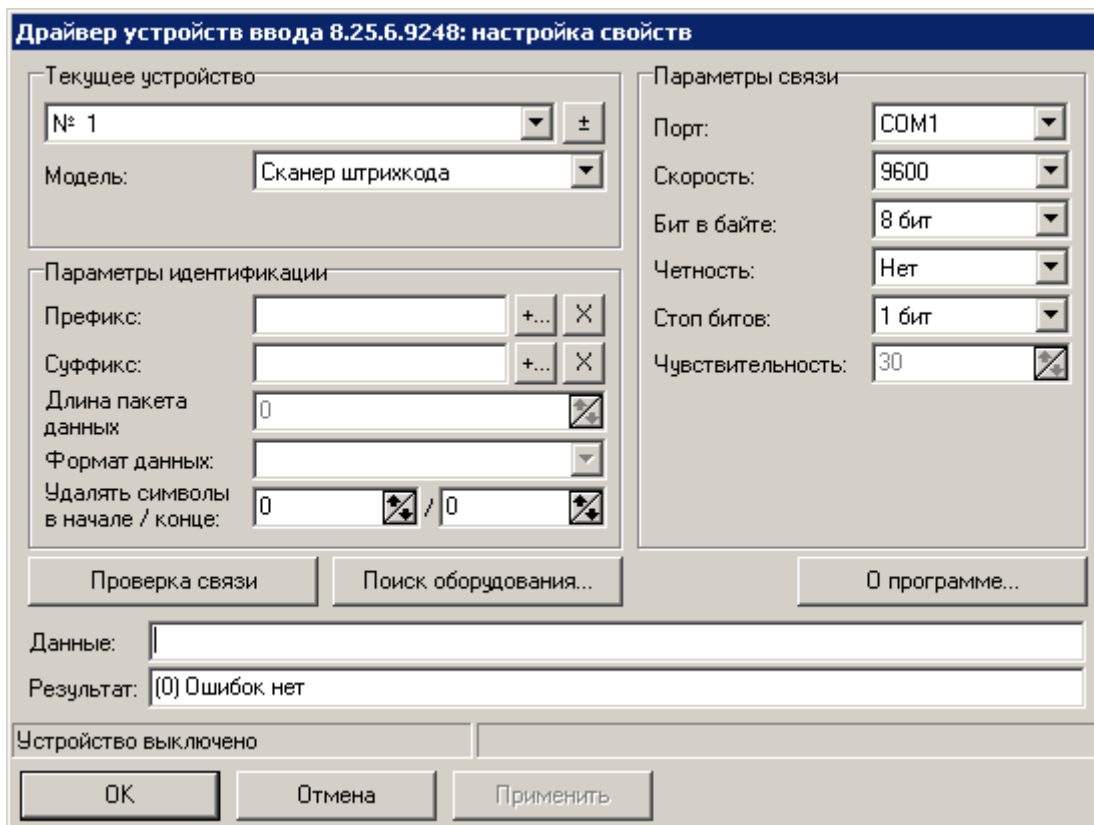 Драйвер устройств ввода 8.25.6.9248: настройка свойств
Текущее устройство
№ 1
±
Модель:
Сканер штрихкода
Параметры идентификации
Префикс:
+...
X
Суффикс:
+...
X
Длина пакета
данных
0
Формат данных:
Удалять символы
в начале / конце:
0 / 0
Параметры связи
Порт:
COM1
Скорость:
9600
Бит в байте:
8 бит
Четность:
Нет
Стоп битов:
1 бит
Чувствительность:
30
Проверка связи
Поиск оборудования...
О программе...
Данные:
Результат:
(0) Ошибок нет
Устройство выключено
OK
Отмена
Применить